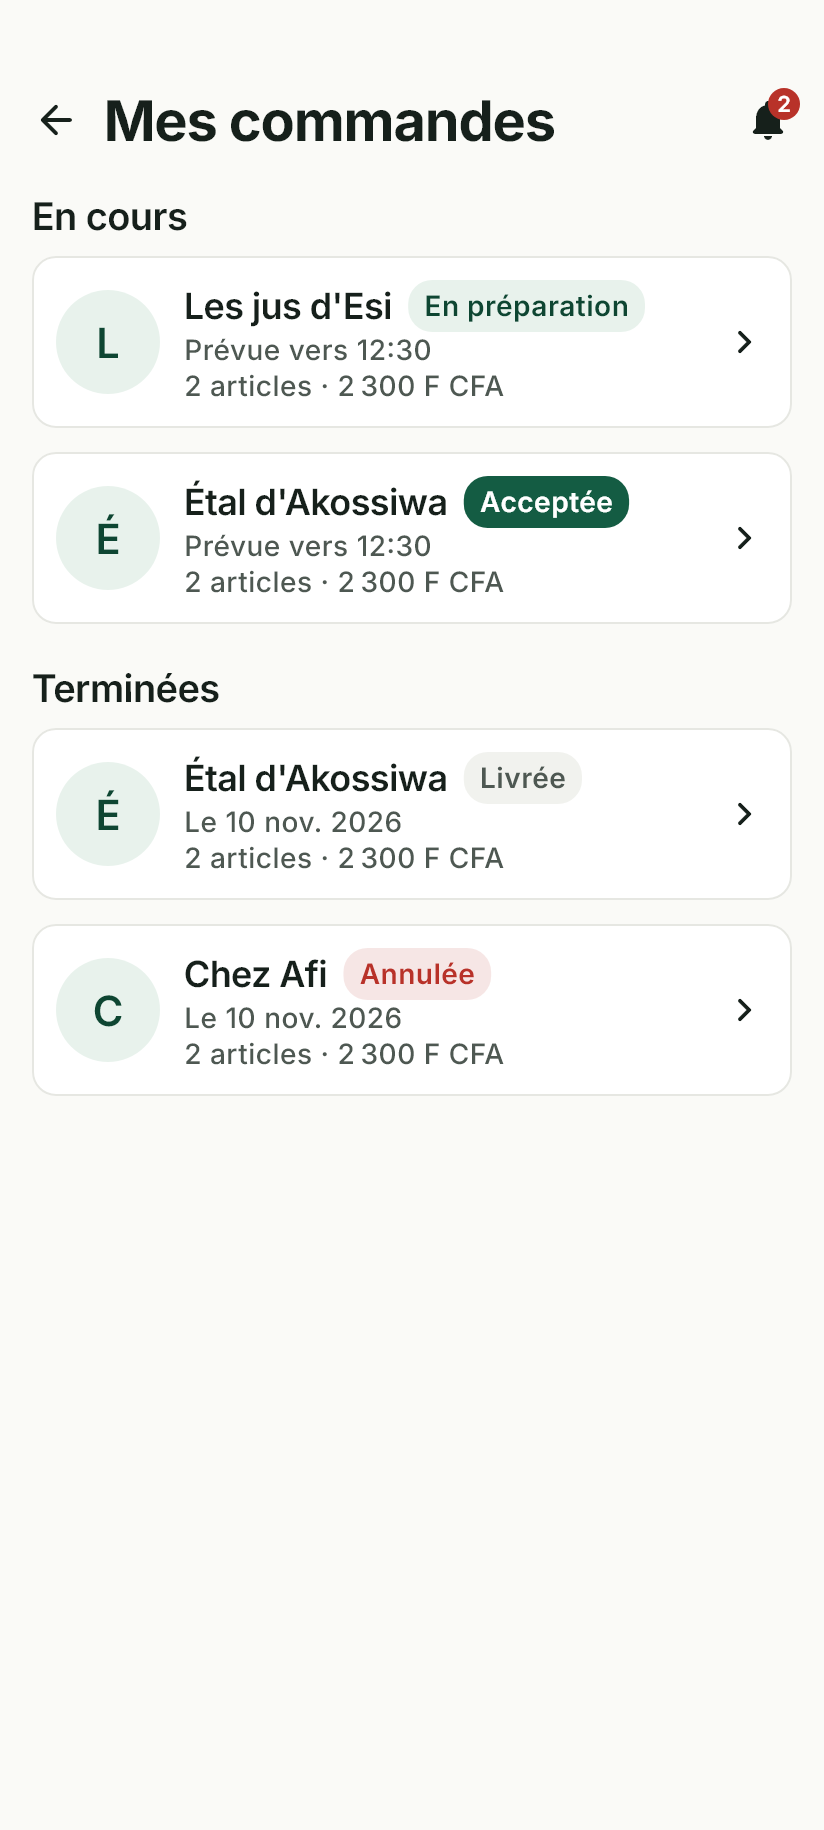 Mes commandes
2
En cours
L
Les jus d'Esi En préparation
Prévue vers 12:30
2 articles · 2 300 F CFA
É
Étal d'Akossiwa Acceptée
Prévue vers 12:30
2 articles · 2 300 F CFA
Terminées
É
Étal d'Akossiwa Livrée
Le 10 nov. 2026
2 articles · 2 300 F CFA
C
Chez Afi Annulée
Le 10 nov. 2026
2 articles · 2 300 F CFA